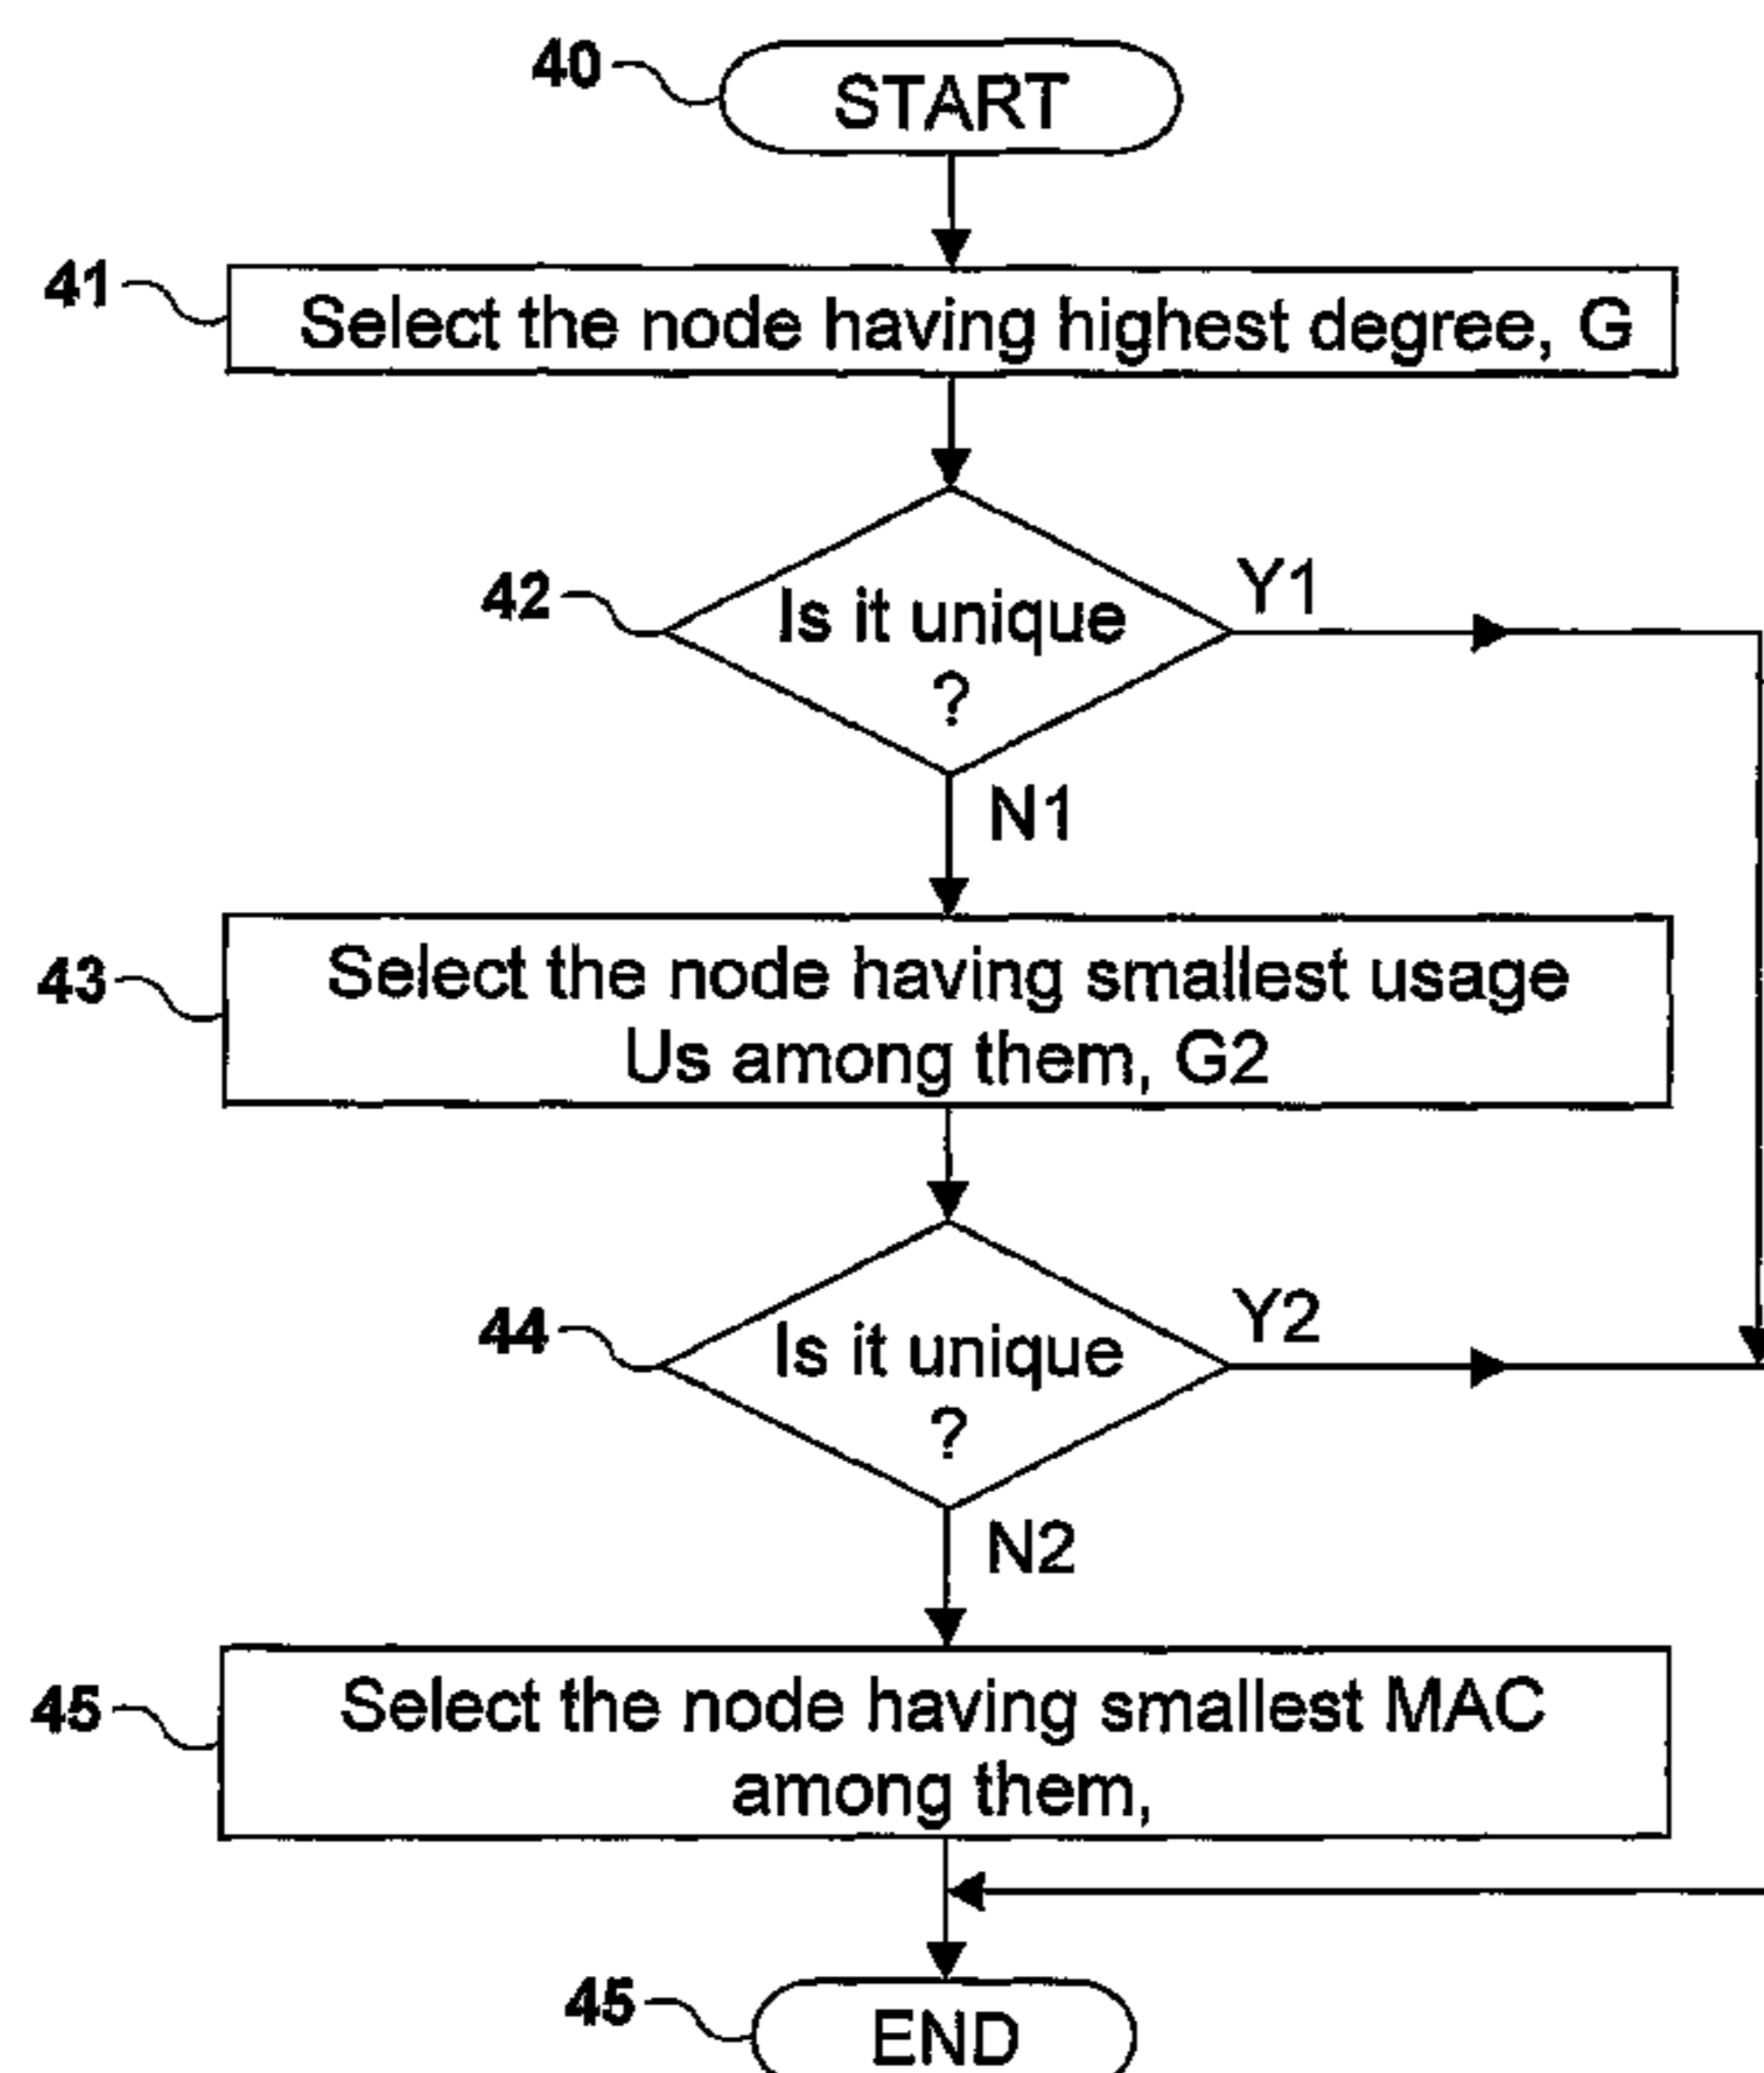 40
START
41
Select the node having highest degree, G
42
Is it unique
?
Y1
N1
43
Select the node having smallest usage
Us among them, G2
44
Is it unique
?
Y2
N2
45
Select the node having smallest MAC
among them,
45
END